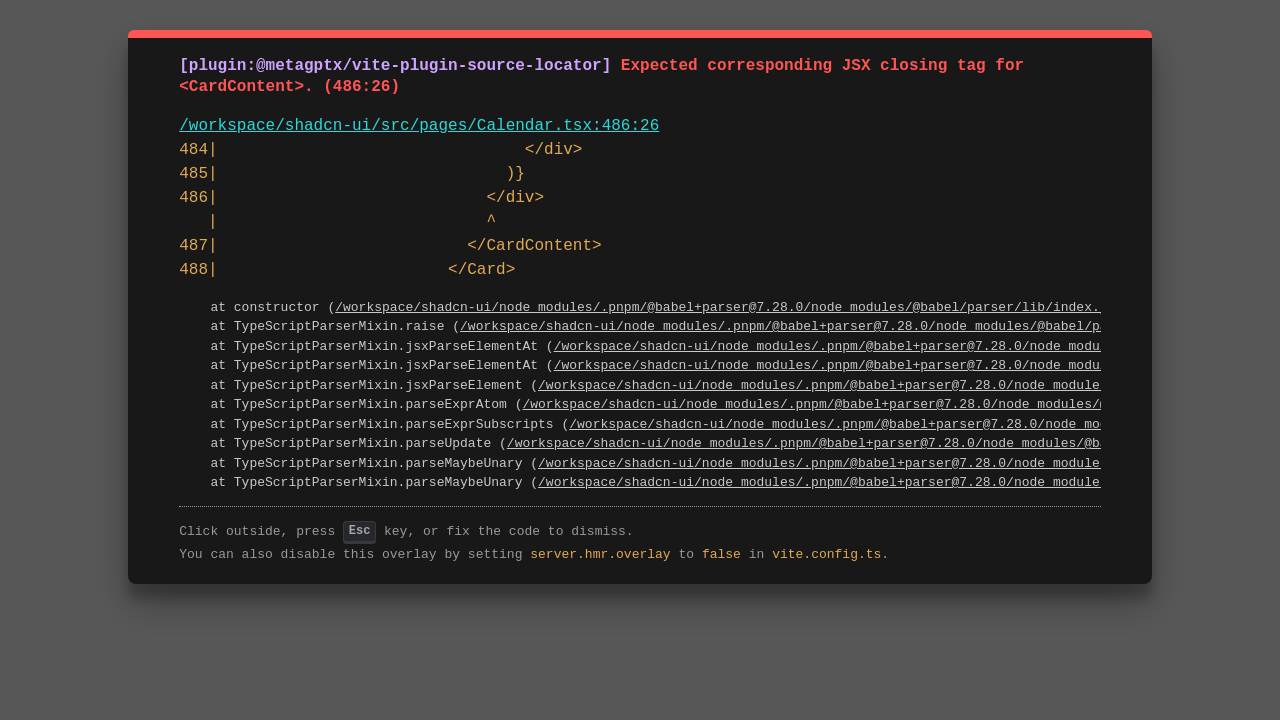 [plugin:@metagptx/vite-plugin-source-locator] Expected corresponding JSX closing tag for
<CardContent>. (486:26)
/workspace/shadcn-ui/src/pages/Calendar.tsx:486:26
484|                                </div>
485|                              )}
486|                            </div>
   |                            ^
487|                          </CardContent>
488|                        </Card>
at constructor (/workspace/shadcn-ui/node_modules/.pnpm/@babel+parser@7.28.0/node_modules/@babel/parser/lib/index.
at TypeScriptParserMixin.raise (/workspace/shadcn-ui/node_modules/.pnpm/@babel+parser@7.28.0/node_modules/@babel/p
at TypeScriptParserMixin.jsxParseElementAt (/workspace/shadcn-ui/node_modules/.pnpm/@babel+parser@7.28.0/node_modu
at TypeScriptParserMixin.jsxParseElementAt (/workspace/shadcn-ui/node_modules/.pnpm/@babel+parser@7.28.0/node_modu
at TypeScriptParserMixin.jsxParseElement (/workspace/shadcn-ui/node_modules/.pnpm/@babel+parser@7.28.0/node_module
at TypeScriptParserMixin.parseExprAtom (/workspace/shadcn-ui/node_modules/.pnpm/@babel+parser@7.28.0/node_modules/
at TypeScriptParserMixin.parseExprSubscripts (/workspace/shadcn-ui/node_modules/.pnpm/@babel+parser@7.28.0/node_mo
at TypeScriptParserMixin.parseUpdate (/workspace/shadcn-ui/node_modules/.pnpm/@babel+parser@7.28.0/node_modules/@b
at TypeScriptParserMixin.parseMaybeUnary (/workspace/shadcn-ui/node_modules/.pnpm/@babel+parser@7.28.0/node_module
at TypeScriptParserMixin.parseMaybeUnary (/workspace/shadcn-ui/node_modules/.pnpm/@babel+parser@7.28.0/node_module
Click outside, press Esc key, or fix the code to dismiss.
You can also disable this overlay by setting server.hmr.overlay to false in vite.config.ts.